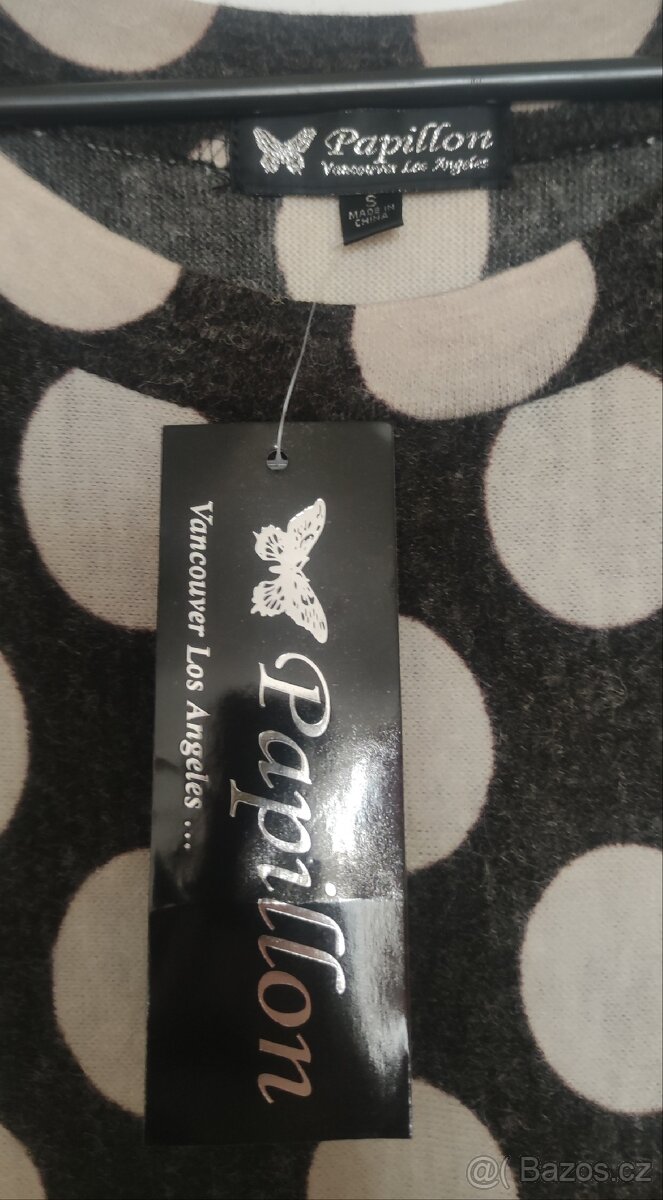 Papillon
Vancouver Los Angeles
S
MADE IN
CHINA
Papillon
Vancouver Los Angeles ...
@( Bazos.cz